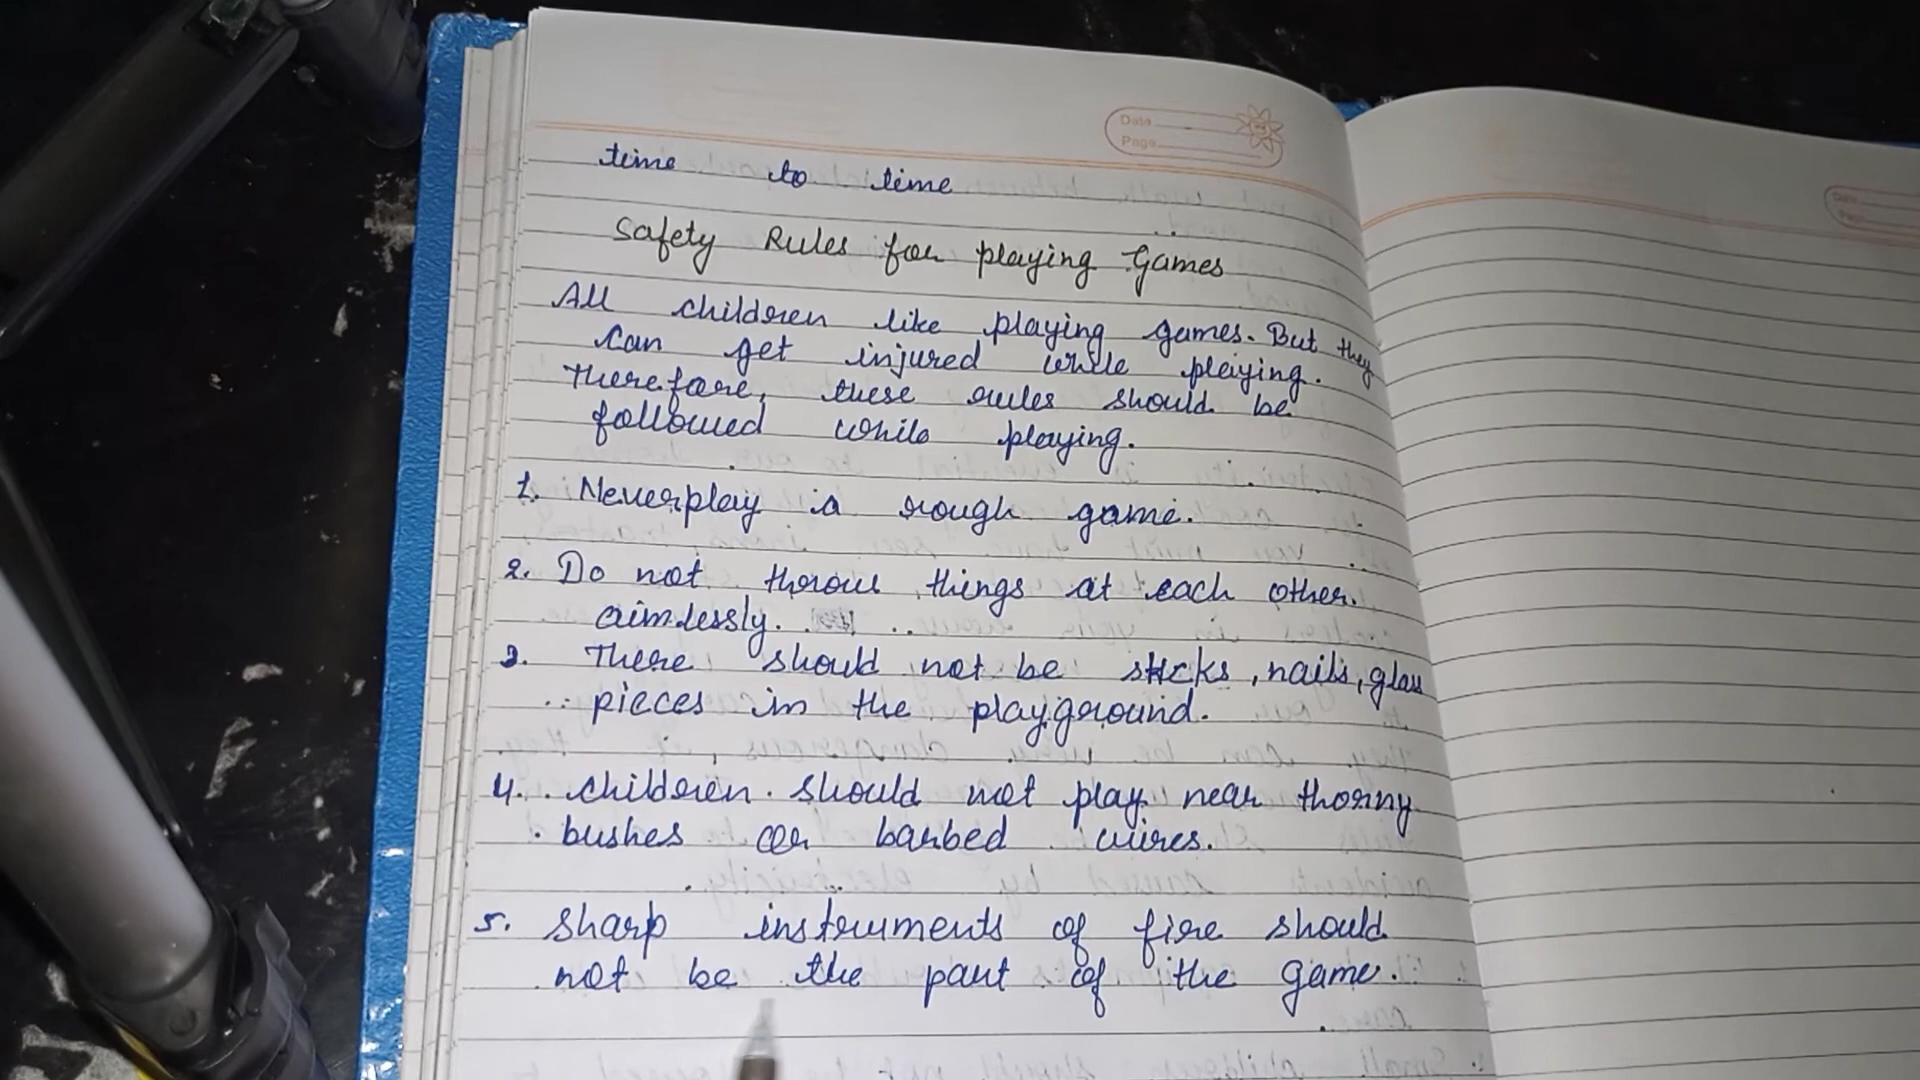 Date
Page
time to time
Safety Rules for playing Games
All children like playing games. But they
can get injured while playing.
Therefore, these rules should be
followed while playing.
1. Never play is rough game.
2. Do not throw things at each other.
aimlessly.
3. There should not be sticks, nails, glass
pieces in the playground.
4. children should not play near thorny
bushes or barbed wires.
5. Sharp instruments of fire should
not be the part of the game.
Date
Page